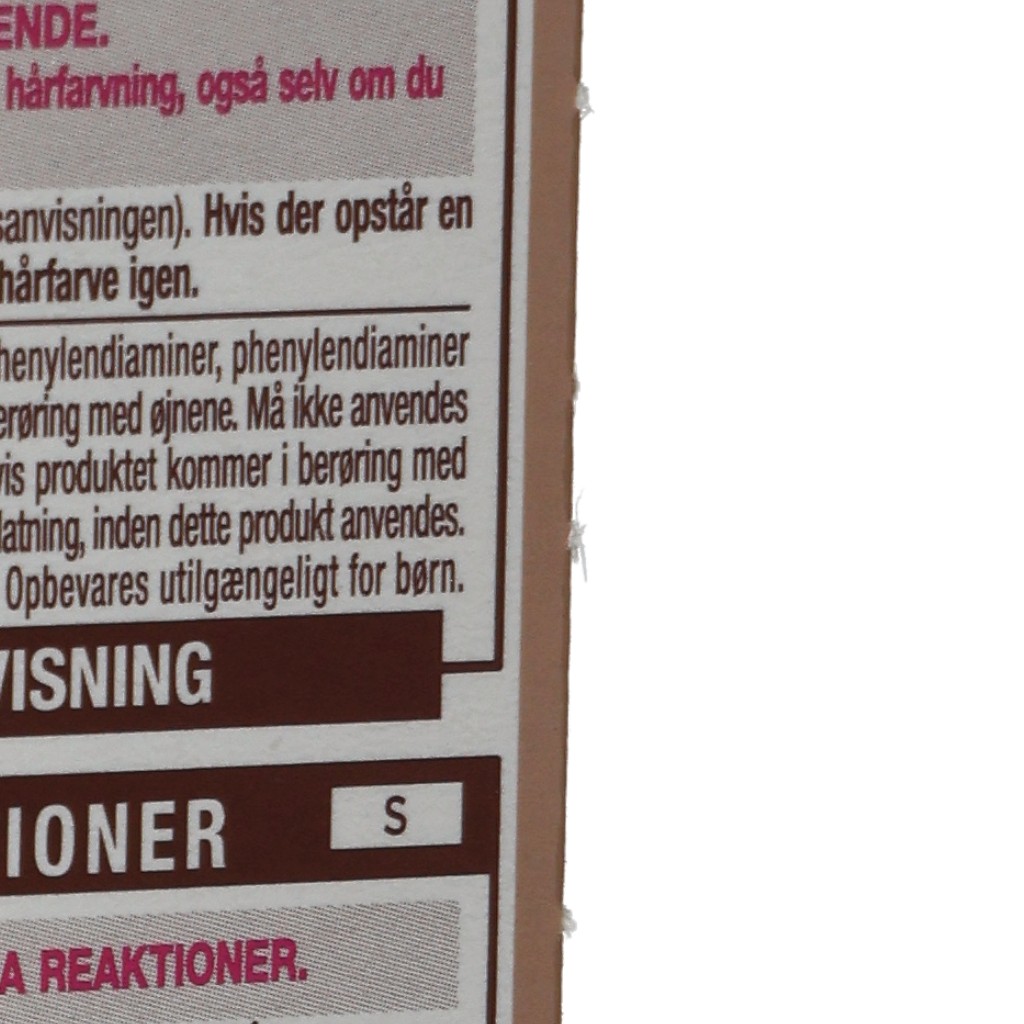 ENDE.
hårfarvning, også selv om du
sanvisningen). Hvis der opstår en
hårfarve igen.
henylendiaminer, phenylendiaminer
erøring med øjnene. Må ikke anvendes
vis produktet kommer i berøring med
latning, inden dette produkt anvendes.
Opbevares utilgængeligt for børn.
VISNING
IONER S
A REAKTIONER.